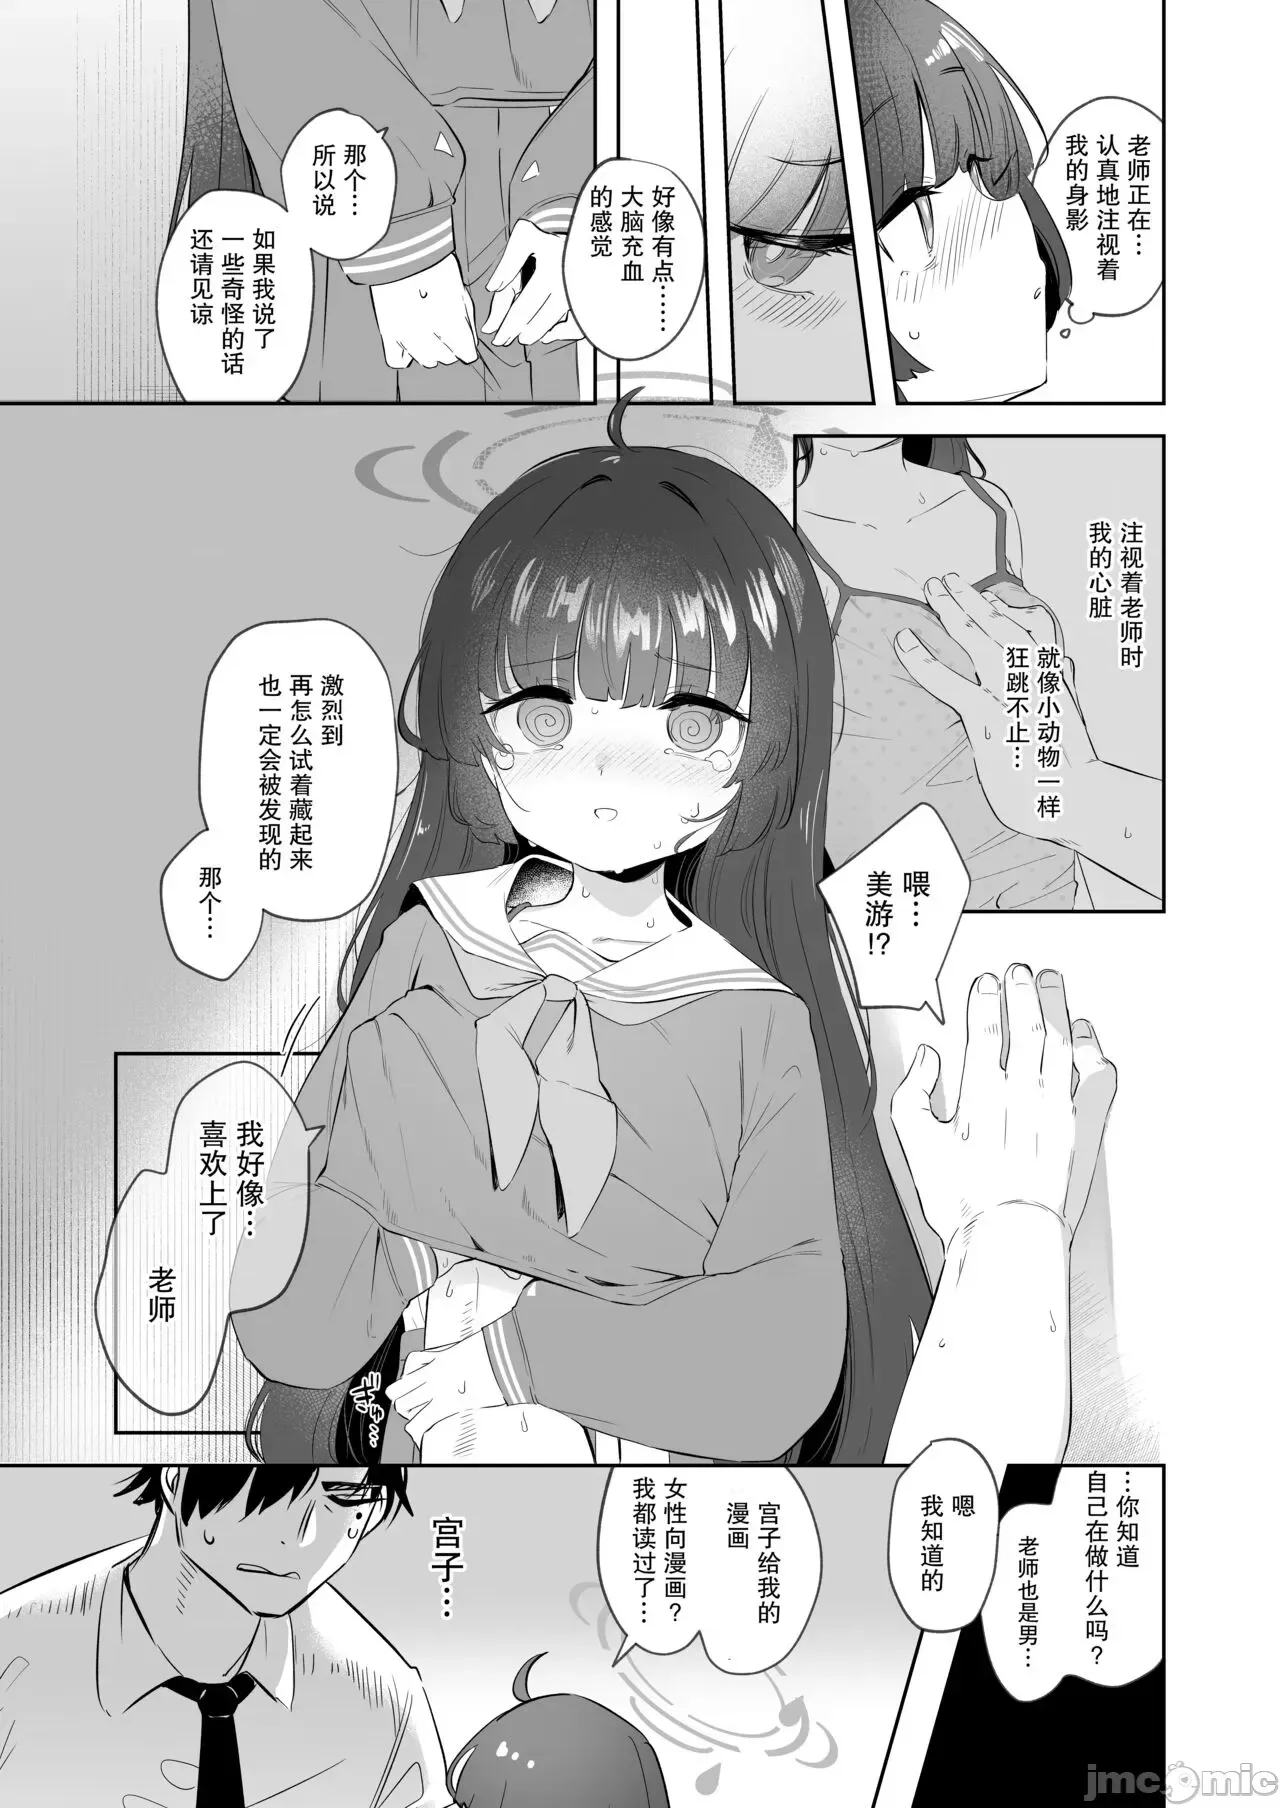 老师正在…
认真地注视着
我的身影
好像有点……
大脑充血
的感觉
那个…
所以说
如果我说了
一些奇怪的话
还请见谅
注视着老师时
我的心脏
就像小动物一样
狂跳不止…
喂…
美游!?
激烈到
再怎么试着藏起来
也一定会被发现的
那个…
我好像…
喜欢上了
老师
ギュゥ…
…你知道
自己在做什么吗?
老师也是男…
嗯
我知道的
宫子给我的
漫画
女性向漫画?
我都读过了…
宫子…
jmcomic